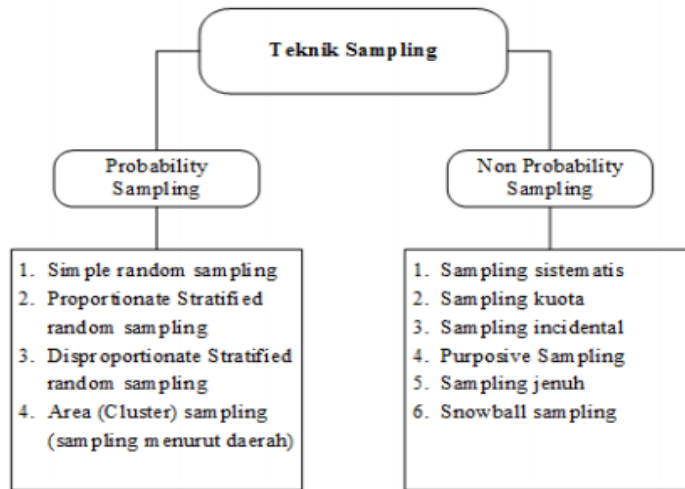 Teknik Sampling
Probability
Sampling
Non Probability
Sampling
1. Simple random sampling
2. Proportionate Stratified
random sampling
3. Disproportionate Stratified
random sampling
4. Area (Cluster) sampling
(sampling menurut daerah)
1. Sampling sistematis
2. Sampling kuota
3. Sampling incidental
4. Purposive Sampling
5. Sampling jenuh
6. Snowball sampling